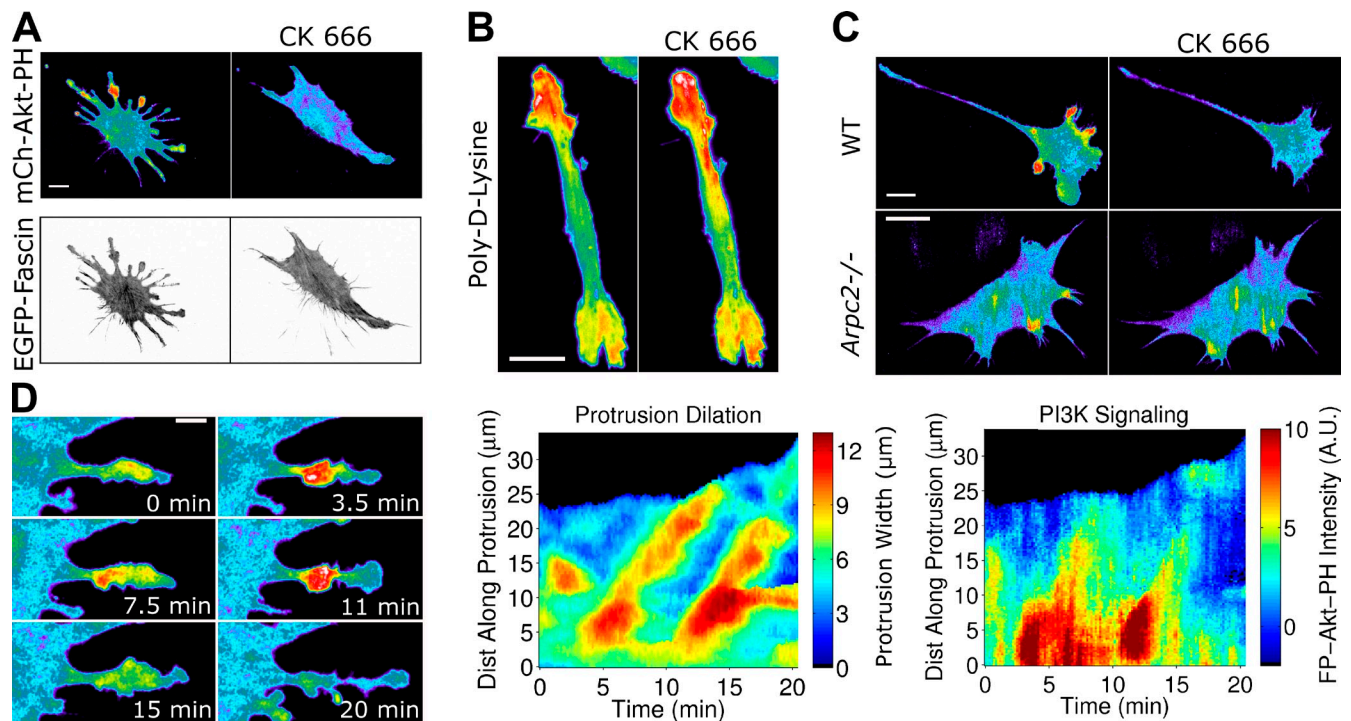 A
CK 666
mCh-Akt-PH
EGFP-Fascin
B
CK 666
Poly-D-Lysine
C
CK 666
WT
Arpc2-/-
D
0 min
3.5 min
7.5 min
11 min
15 min
20 min
Protrusion Dilation
Dist Along Protrusion (μm)
30
25
20
15
10
5
0
0 5 10 15 20
Time (min)
12
9
6
3
0
Protrusion Width (μm)
PI3K Signaling
Dist Along Protrusion (μm)
30
25
20
15
10
5
0
0 5 10 15 20
Time (min)
10
5
0
FP-Akt-PH Intensity (A.U.)